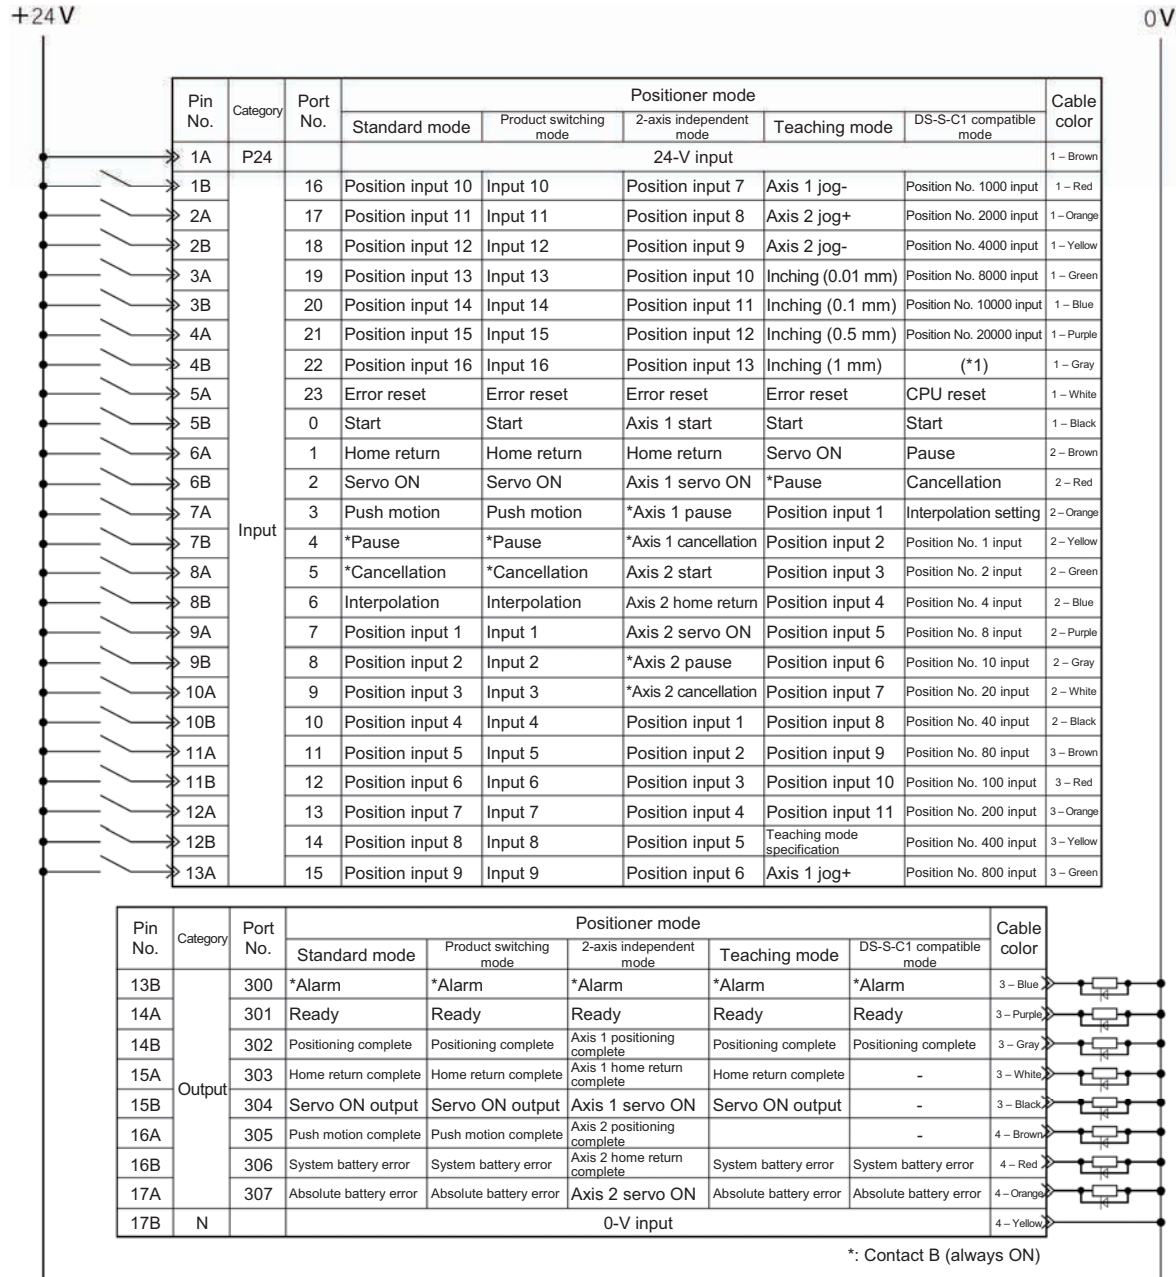 +24V 0V
Pin No. Category Port No. Positioner mode Cable color
Standard mode Product switching mode 2-axis independent mode Teaching mode DS-S-C1 compatible mode
1A P24 24-V input 1 – Brown
1B 16 Position input 10 Input 10 Position input 7 Axis 1 jog- Position No. 1000 input 1 – Red
2A 17 Position input 11 Input 11 Position input 8 Axis 2 jog+ Position No. 2000 input 1 – Orange
2B 18 Position input 12 Input 12 Position input 9 Axis 2 jog- Position No. 4000 input 1 – Yellow
3A 19 Position input 13 Input 13 Position input 10 Inching (0.01 mm) Position No. 8000 input 1 – Green
3B 20 Position input 14 Input 14 Position input 11 Inching (0.1 mm) Position No. 10000 input 1 – Blue
4A 21 Position input 15 Input 15 Position input 12 Inching (0.5 mm) Position No. 20000 input 1 – Purple
4B 22 Position input 16 Input 16 Position input 13 Inching (1 mm) (*1) 1 – Gray
5A 23 Error reset Error reset Error reset Error reset CPU reset 1 – White
5B 0 Start Start Axis 1 start Start Start 1 – Black
6A 1 Home return Home return Home return Servo ON Pause 2 – Brown
6B 2 Servo ON Servo ON Axis 1 servo ON *Pause Cancellation 2 – Red
7A Input 3 Push motion Push motion *Axis 1 pause Position input 1 Interpolation setting 2 – Orange
7B 4 *Pause *Pause *Axis 1 cancellation Position input 2 Position No. 1 input 2 – Yellow
8A 5 *Cancellation *Cancellation Axis 2 start Position input 3 Position No. 2 input 2 – Green
8B 6 Interpolation Interpolation Axis 2 home return Position input 4 Position No. 4 input 2 – Blue
9A 7 Position input 1 Input 1 Axis 2 servo ON Position input 5 Position No. 8 input 2 – Purple
9B 8 Position input 2 Input 2 *Axis 2 pause Position input 6 Position No. 10 input 2 – Gray
10A 9 Position input 3 Input 3 *Axis 2 cancellation Position input 7 Position No. 20 input 2 – White
10B 10 Position input 4 Input 4 Position input 1 Position input 8 Position No. 40 input 2 – Black
11A 11 Position input 5 Input 5 Position input 2 Position input 9 Position No. 80 input 3 – Brown
11B 12 Position input 6 Input 6 Position input 3 Position input 10 Position No. 100 input 3 – Red
12A 13 Position input 7 Input 7 Position input 4 Position input 11 Position No. 200 input 3 – Orange
12B 14 Position input 8 Input 8 Position input 5 Teaching mode specification Position No. 400 input 3 – Yellow
13A 15 Position input 9 Input 9 Position input 6 Axis 1 jog+ Position No. 800 input 3 – Green
Pin No. Category Port No. Positioner mode Cable color
Standard mode Product switching mode 2-axis independent mode Teaching mode DS-S-C1 compatible mode
13B 300 *Alarm *Alarm *Alarm *Alarm *Alarm 3 – Blue
14A 301 Ready Ready Ready Ready Ready 3 – Purple
14B 302 Positioning complete Positioning complete Axis 1 positioning complete Positioning complete Positioning complete 3 – Gray
15A Output 303 Home return complete Home return complete Axis 1 home return complete Home return complete - 3 – White
15B 304 Servo ON output Servo ON output Axis 1 servo ON Servo ON output - 3 – Black
16A 305 Push motion complete Push motion complete Axis 2 positioning complete - 4 – Brown
16B 306 System battery error System battery error Axis 2 home return complete System battery error System battery error 4 – Red
17A 307 Absolute battery error Absolute battery error Axis 2 servo ON Absolute battery error Absolute battery error 4 – Orange
17B N 0-V input 4 – Yellow
*: Contact B (always ON)